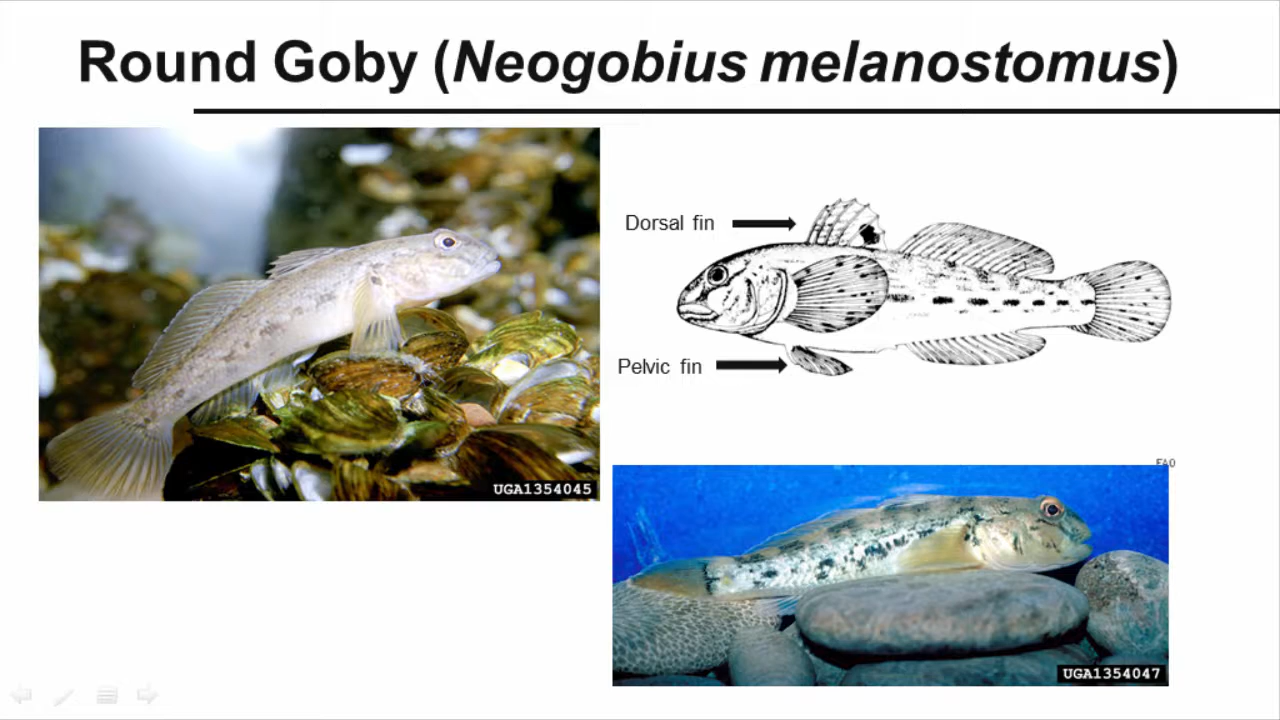 Round Goby (Neogobius melanostomus)
Dorsal fin
Pelvic fin
UGA1354045
FAO
UGA1354047